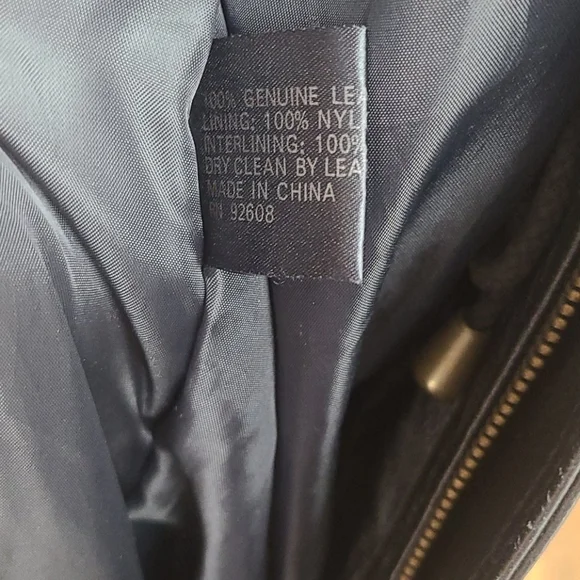 100% GENUINE LEA
LINING: 100% NYL
INTERLINING: 100%
DRY CLEAN BY LEA
MADE IN CHINA
RN 92608